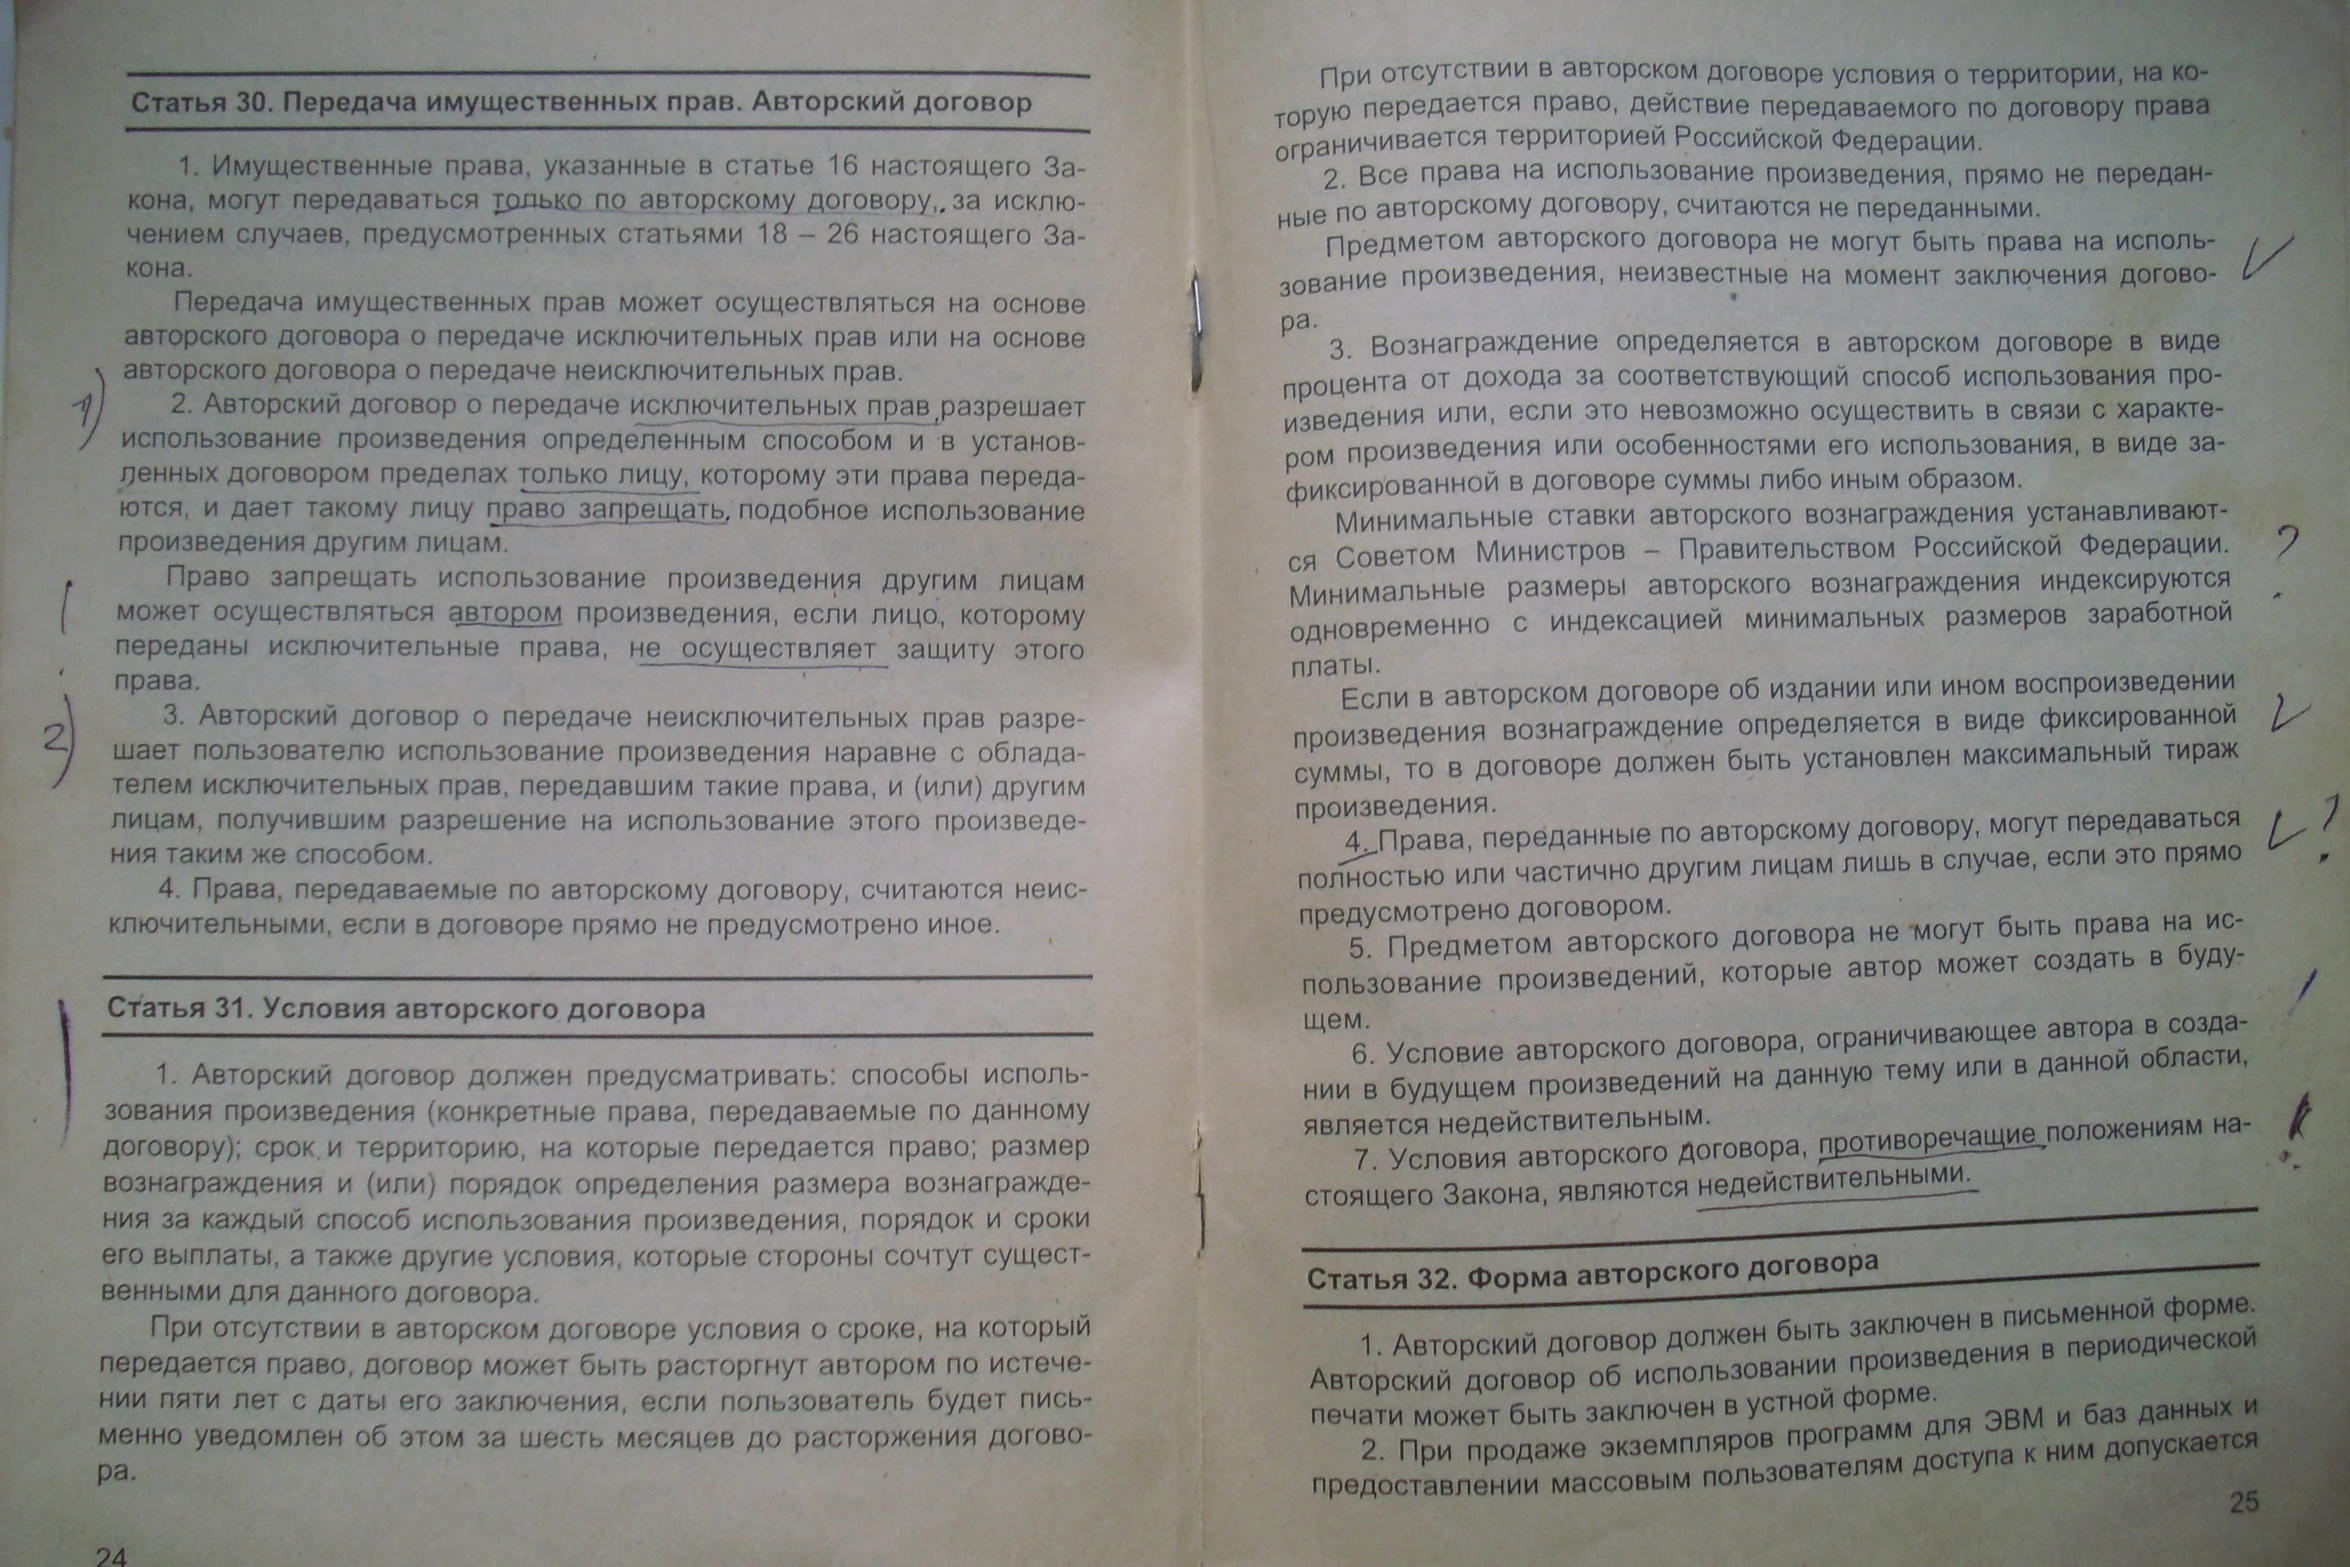 Статья 30. Передача имущественных прав. Авторский договор
1. Имущественные права, указанные в статье 16 настоящего За-
кона, могут передаваться только по авторскому договору, за исклю-
чением случаев, предусмотренных статьями 18 – 26 настоящего За-
кона.
Передача имущественных прав может осуществляться на основе
авторского договора о передаче исключительных прав или на основе
авторского договора о передаче неисключительных прав.
1) 2. Авторский договор о передаче исключительных прав разрешает
использование произведения определенным способом и в установ-
ленных договором пределах только лицу, которому эти права переда-
ются, и дает такому лицу право запрещать подобное использование
произведения другим лицам.
Право запрещать использование произведения другим лицам
! может осуществляться автором произведения, если лицо, которому
переданы исключительные права, не осуществляет защиту этого
права.
3. Авторский договор о передаче неисключительных прав разре-
2) шает пользователю использование произведения наравне с облада-
телем исключительных прав, передавшим такие права, и (или) другим
лицам, получившим разрешение на использование этого произведе-
ния таким же способом.
4. Права, передаваемые по авторскому договору, считаются неис-
ключительными, если в договоре прямо не предусмотрено иное.
Статья 31. Условия авторского договора
1. Авторский договор должен предусматривать: способы исполь-
зования произведения (конкретные права, передаваемые по данному
договору); срок и территорию, на которые передается право; размер
вознаграждения и (или) порядок определения размера вознагражде-
ния за каждый способ использования произведения, порядок и сроки
его выплаты, а также другие условия, которые стороны сочтут сущест-
венными для данного договора.
При отсутствии в авторском договоре условия о сроке, на который
передается право, договор может быть расторгнут автором по истече-
нии пяти лет с даты его заключения, если пользователь будет пись-
менно уведомлен об этом за шесть месяцев до расторжения догово-
ра.
24
При отсутствии в авторском договоре условия о территории, на ко-
торую передается право, действие передаваемого по договору права
ограничивается территорией Российской Федерации.
2. Все права на использование произведения, прямо не передан-
ные по авторскому договору, считаются не переданными.
Предметом авторского договора не могут быть права на исполь-
зование произведения, неизвестные на момент заключения догово-
ра.
3. Вознаграждение определяется в авторском договоре в виде
процента от дохода за соответствующий способ использования про-
изведения или, если это невозможно осуществить в связи с характе-
ром произведения или особенностями его использования, в виде за-
фиксированной в договоре суммы либо иным образом.
Минимальные ставки авторского вознаграждения устанавливают-
ся Советом Министров – Правительством Российской Федерации. ?
Минимальные размеры авторского вознаграждения индексируются
одновременно с индексацией минимальных размеров заработной
платы.
Если в авторском договоре об издании или ином воспроизведении
произведения вознаграждение определяется в виде фиксированной
суммы, то в договоре должен быть установлен максимальный тираж
произведения.
4. Права, переданные по авторскому договору, могут передаваться ?
полностью или частично другим лицам лишь в случае, если это прямо
предусмотрено договором.
5. Предметом авторского договора не могут быть права на ис-
пользование произведений, которые автор может создать в буду-
щем.
6. Условие авторского договора, ограничивающее автора в созда-
нии в будущем произведений на данную тему или в данной области,
является недействительным.
7. Условия авторского договора, противоречащие положениям на- !
стоящего Закона, являются недействительными.
Статья 32. Форма авторского договора
1. Авторский договор должен быть заключен в письменной форме.
Авторский договор об использовании произведения в периодической
печати может быть заключен в устной форме.
2. При продаже экземпляров программ для ЭВМ и баз данных и
предоставлении массовым пользователям доступа к ним допускается
25